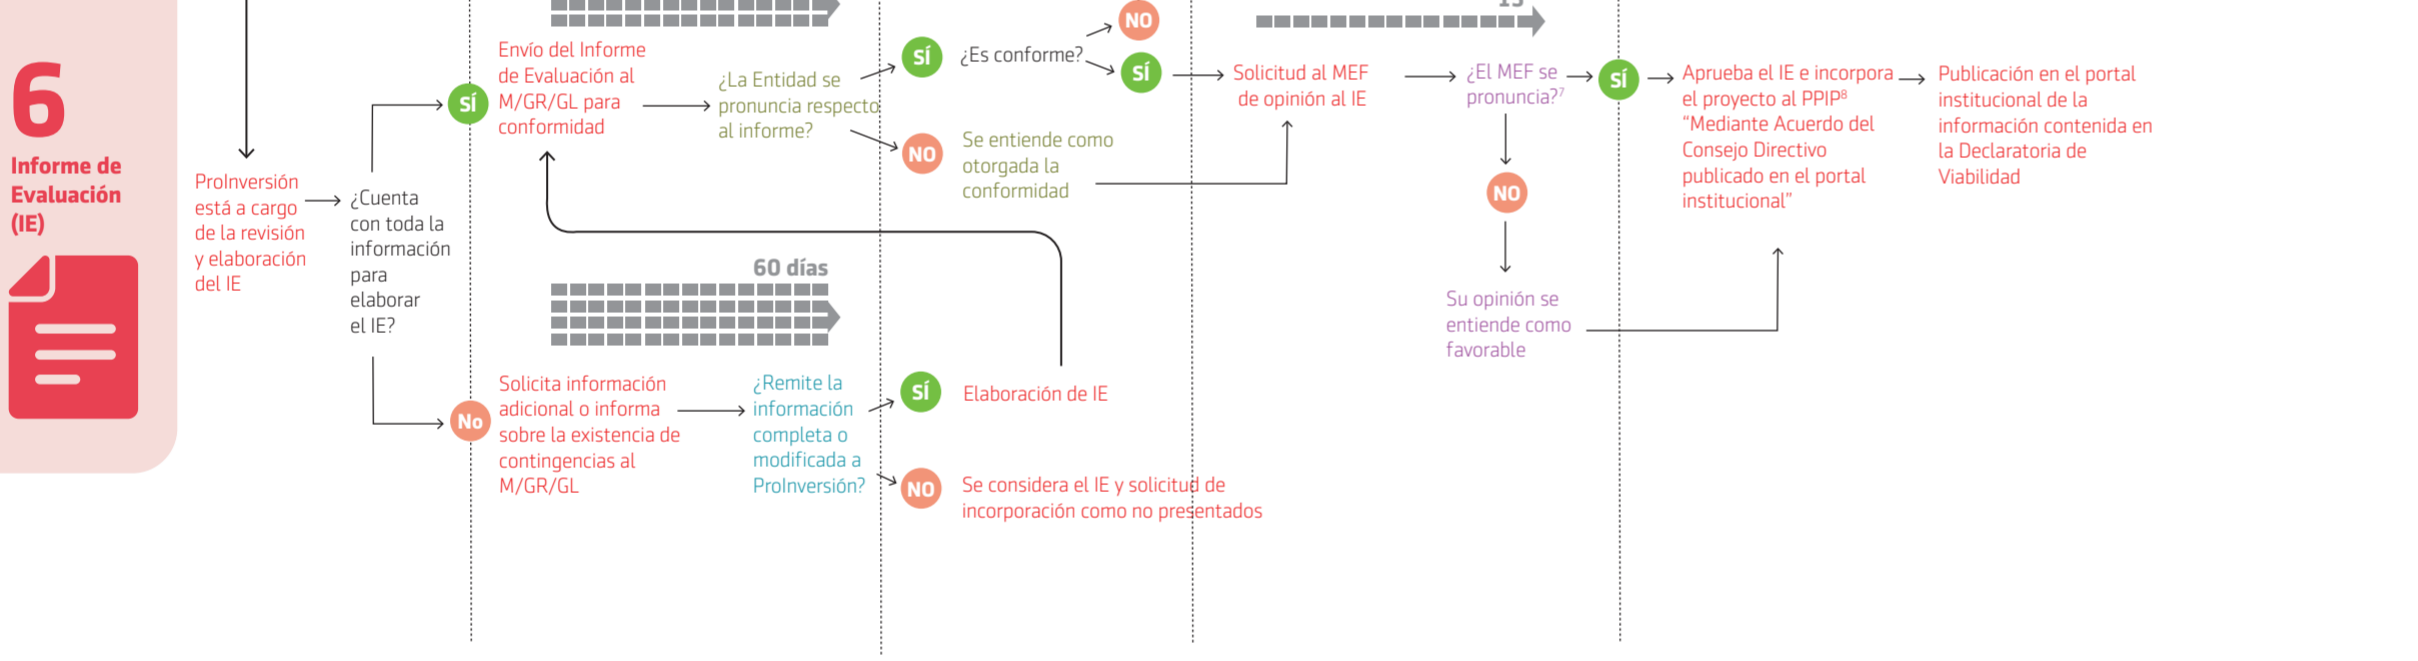 6
Informe de
Evaluación
(IE)
ProInversión
está a cargo
de la revisión
y elaboración
del IE
¿Cuenta
con toda la
información
para
elaborar
el IE?
SÍ
Envío del Informe
de Evaluación al
M/GR/GL para
conformidad
¿La Entidad se
pronuncia respecto
al informe?
SÍ
¿Es conforme?
NO
SÍ
NO
Se entiende como
otorgada la
conformidad
Solicitud al MEF
de opinión al IE
¿El MEF se
pronuncia?⁷
SÍ
Aprueba el IE e incorpora
el proyecto al PPIP⁸
“Mediante Acuerdo del
Consejo Directivo
publicado en el portal
institucional”
Publicación en el portal
institucional de la
información contenida en
la Declaratoria de
Viabilidad
NO
Su opinión se
entiende como
favorable
60 días
No
Solicita información
adicional o informa
sobre la existencia de
contingencias al
M/GR/GL
¿Remite la
información
completa o
modificada a
ProInversión?
SÍ
Elaboración de IE
NO
Se considera el IE y solicitud de
incorporación como no presentados